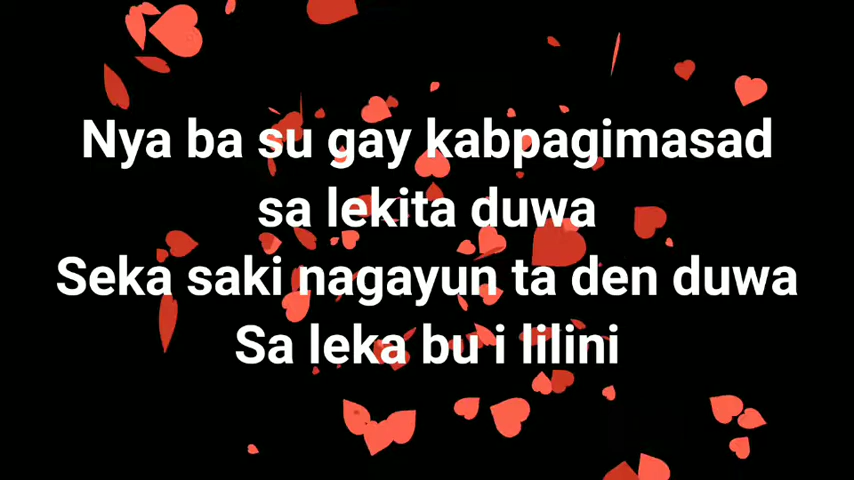 Nya ba su gay kabpagimasad
sa lekita duwa
Seka saki nagayun ta den duwa
Sa leka bu i lilini